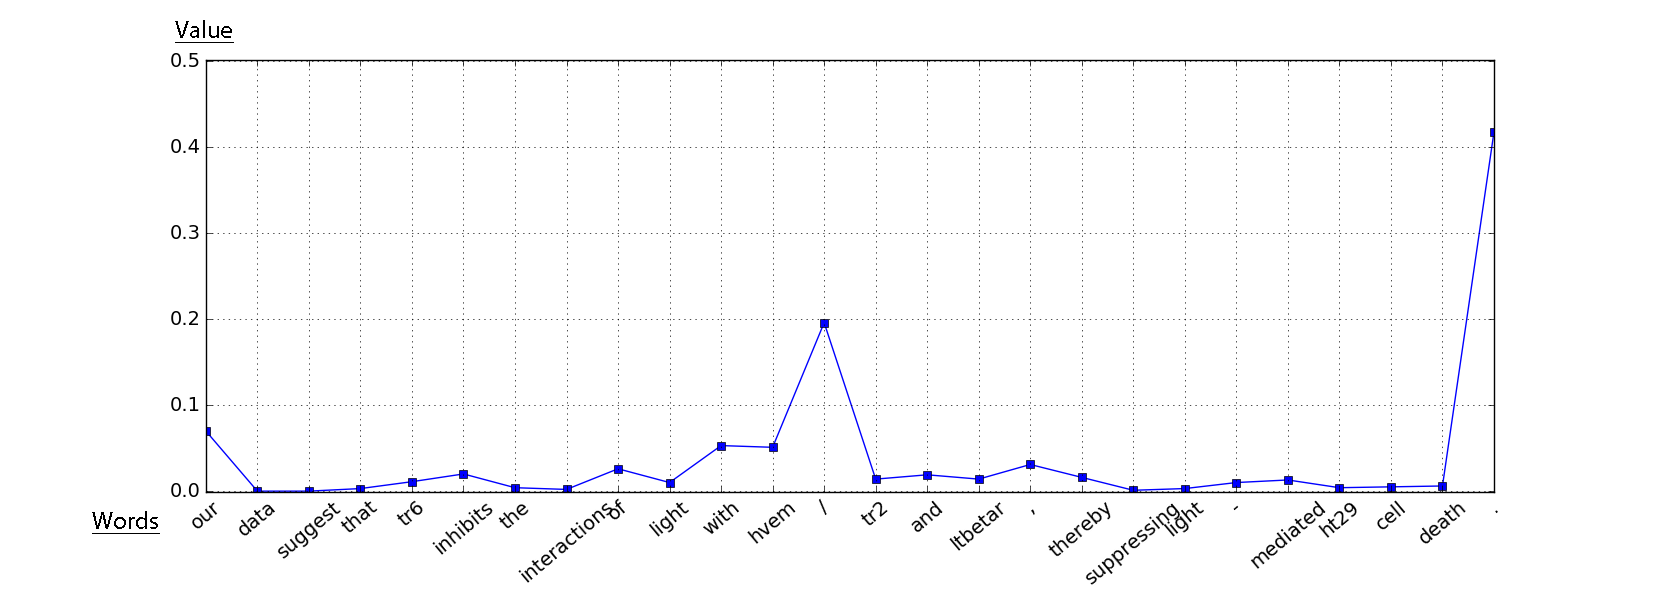 Value
0.5
0.4
0.3
0.2
0.1
0.0
Words
our data suggest that tr6 inhibits the interactions of light with hvem / tr2 and ltbetar , thereby suppressing light - mediated ht29 cell death .